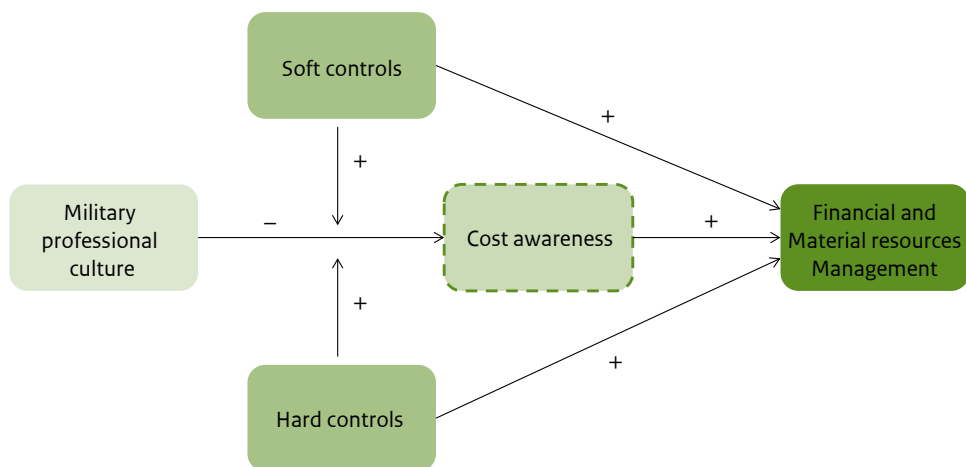 Soft controls
+
+
Military
professional
culture
–
Cost awareness
+
Financial and
Material resources
Management
+
+
Hard controls